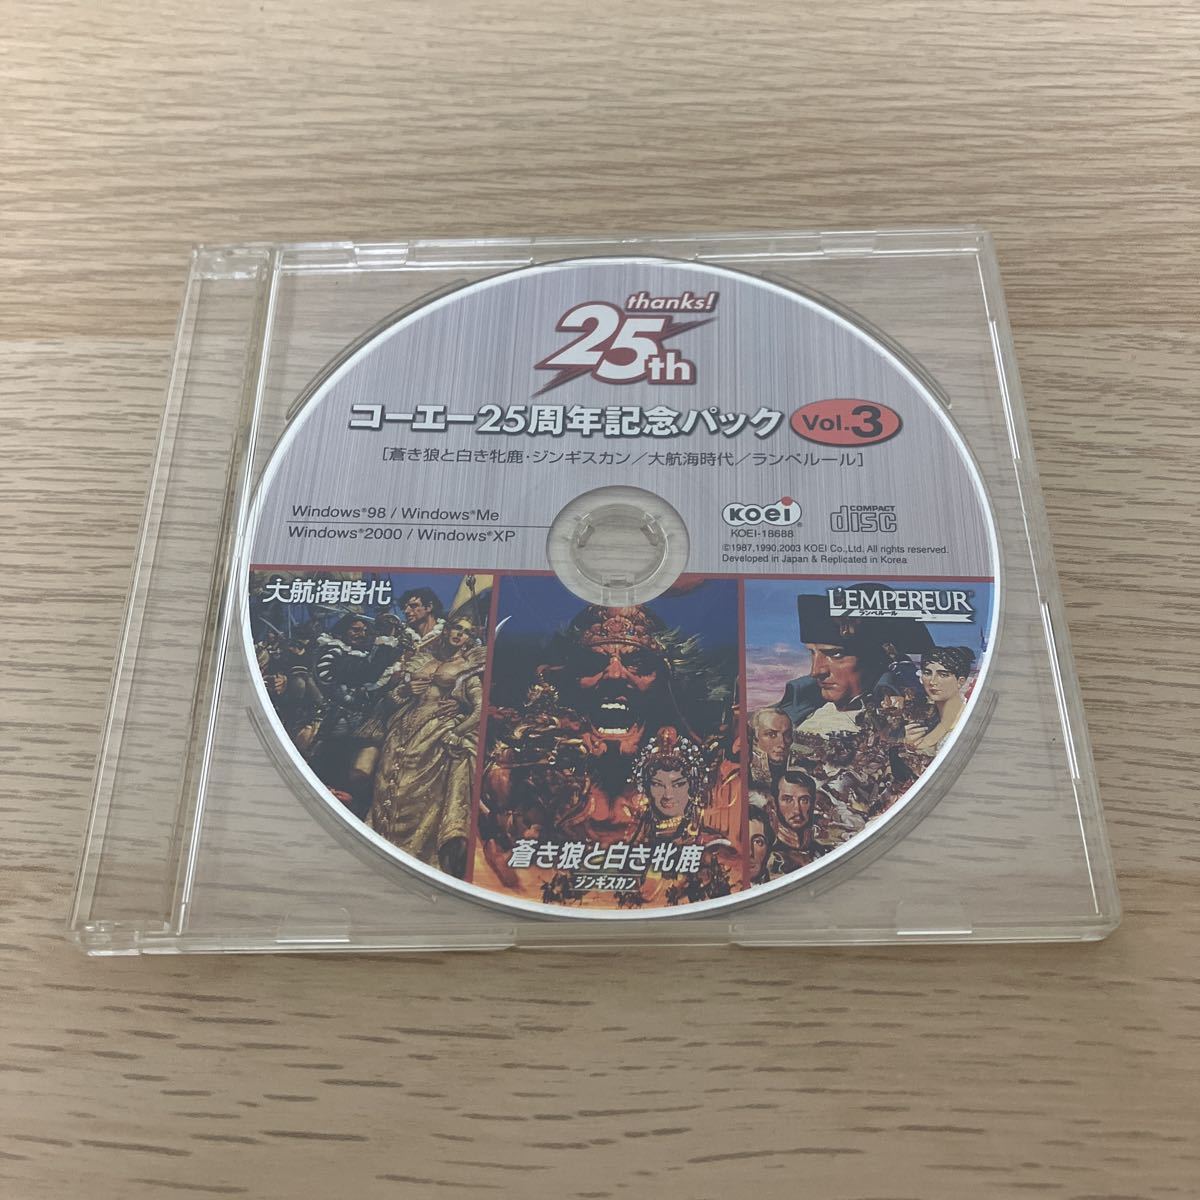 thanks!
25th
コーエー25周年記念パック Vol.3
[蒼き狼と白き牝鹿・ジンギスカン／大航海時代／ランペルール]
Windows®98 / Windows®Me
Windows®2000 / Windows®XP
KOEI®
KOEI-18688
COMPACT
disc
©1987,1990,2003 KOEI Co.,Ltd. All rights reserved.
Developed in Japan & Replicated in Korea
大航海時代
L'EMPEREUR®
ランペルール
蒼き狼と白き牝鹿
ジンギスカン